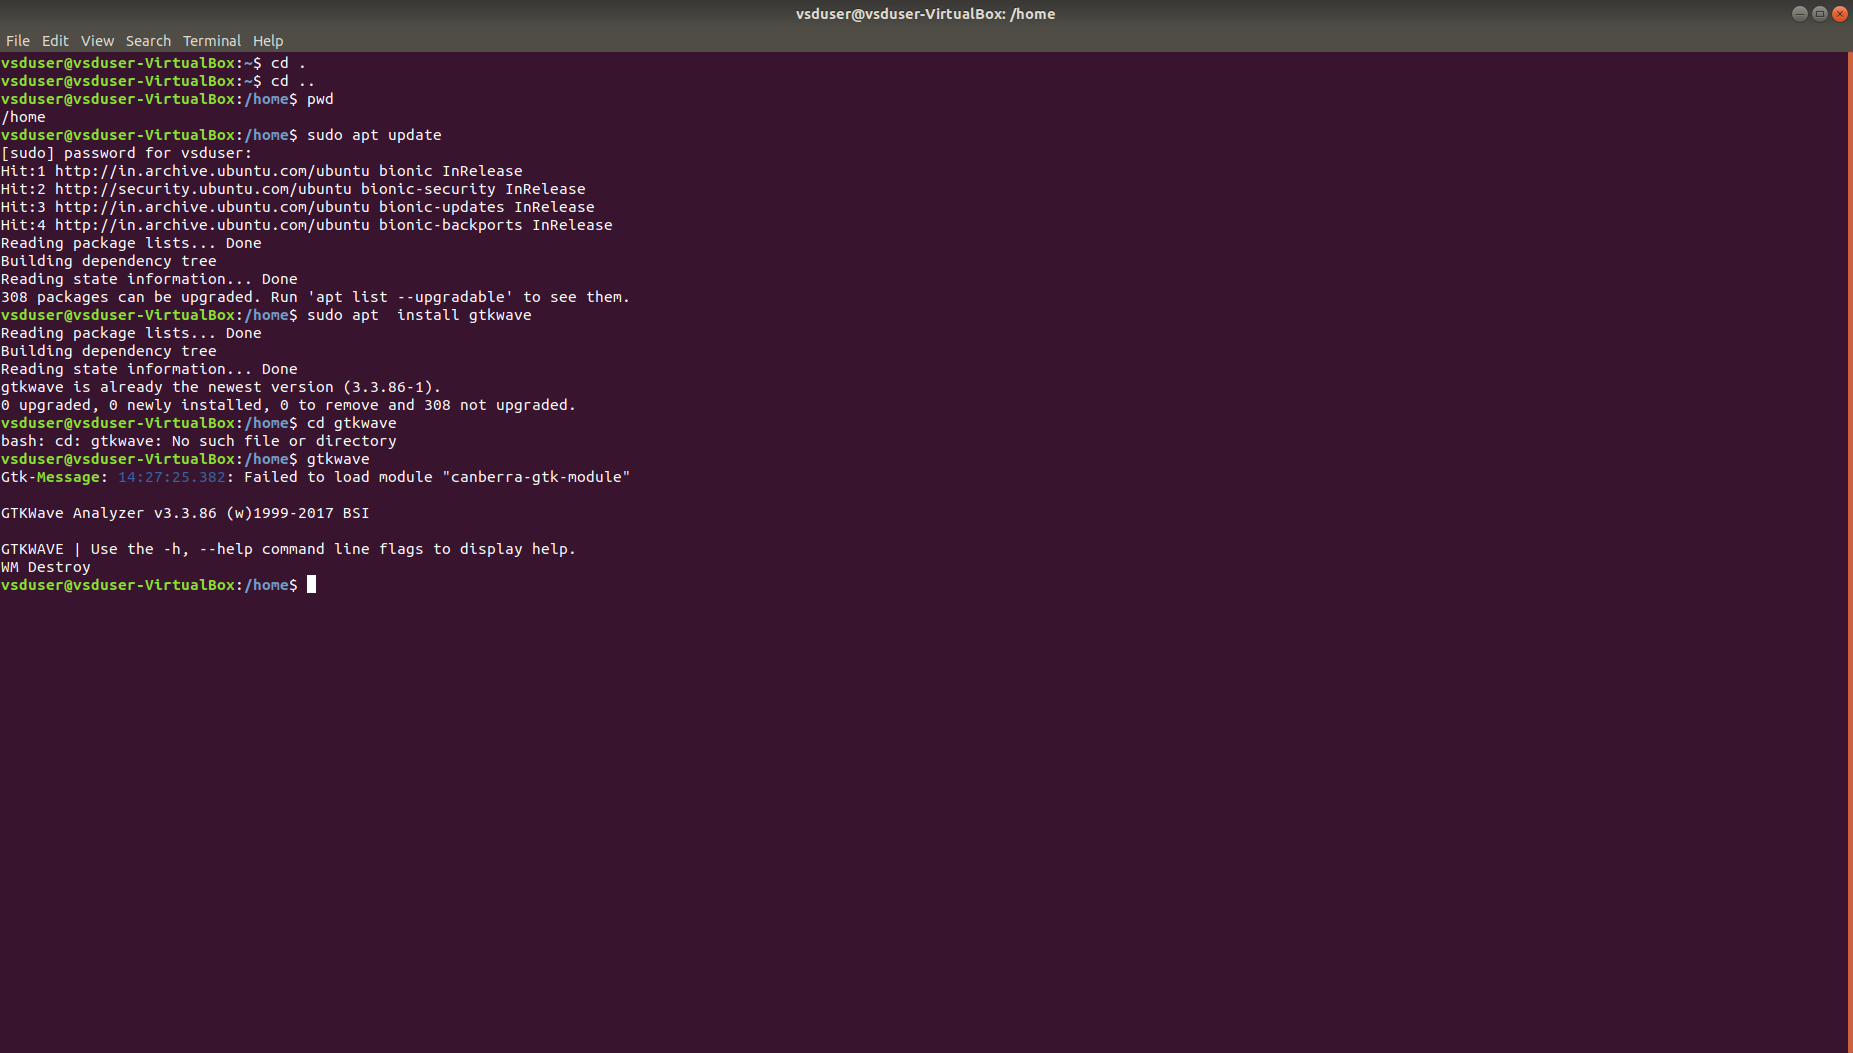 vsduser@vsduser-VirtualBox: /home
File Edit View Search Terminal Help
vsduser@vsduser-VirtualBox:~$ cd .
vsduser@vsduser-VirtualBox:~$ cd ..
vsduser@vsduser-VirtualBox:/home$ pwd
/home
vsduser@vsduser-VirtualBox:/home$ sudo apt update
[sudo] password for vsduser:
Hit:1 http://in.archive.ubuntu.com/ubuntu bionic InRelease
Hit:2 http://security.ubuntu.com/ubuntu bionic-security InRelease
Hit:3 http://in.archive.ubuntu.com/ubuntu bionic-updates InRelease
Hit:4 http://in.archive.ubuntu.com/ubuntu bionic-backports InRelease
Reading package lists... Done
Building dependency tree
Reading state information... Done
308 packages can be upgraded. Run 'apt list --upgradable' to see them.
vsduser@vsduser-VirtualBox:/home$ sudo apt  install gtkwave
Reading package lists... Done
Building dependency tree
Reading state information... Done
gtkwave is already the newest version (3.3.86-1).
0 upgraded, 0 newly installed, 0 to remove and 308 not upgraded.
vsduser@vsduser-VirtualBox:/home$ cd gtkwave
bash: cd: gtkwave: No such file or directory
vsduser@vsduser-VirtualBox:/home$ gtkwave
Gtk-Message: 14:27:25.382: Failed to load module "canberra-gtk-module"
GTKWave Analyzer v3.3.86 (w)1999-2017 BSI
GTKWAVE | Use the -h, --help command line flags to display help.
WM Destroy
vsduser@vsduser-VirtualBox:/home$